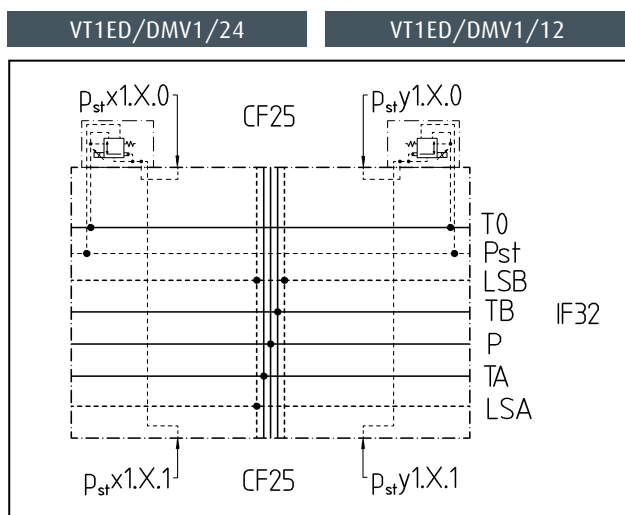 VT1ED/DMV1/24 VT1ED/DMV1/12
pstx1.X.0 psty1.X.0
CF25
T0
Pst
LSB
TB IF32
P
TA
LSA
pstx1.X.1 CF25 psty1.X.1